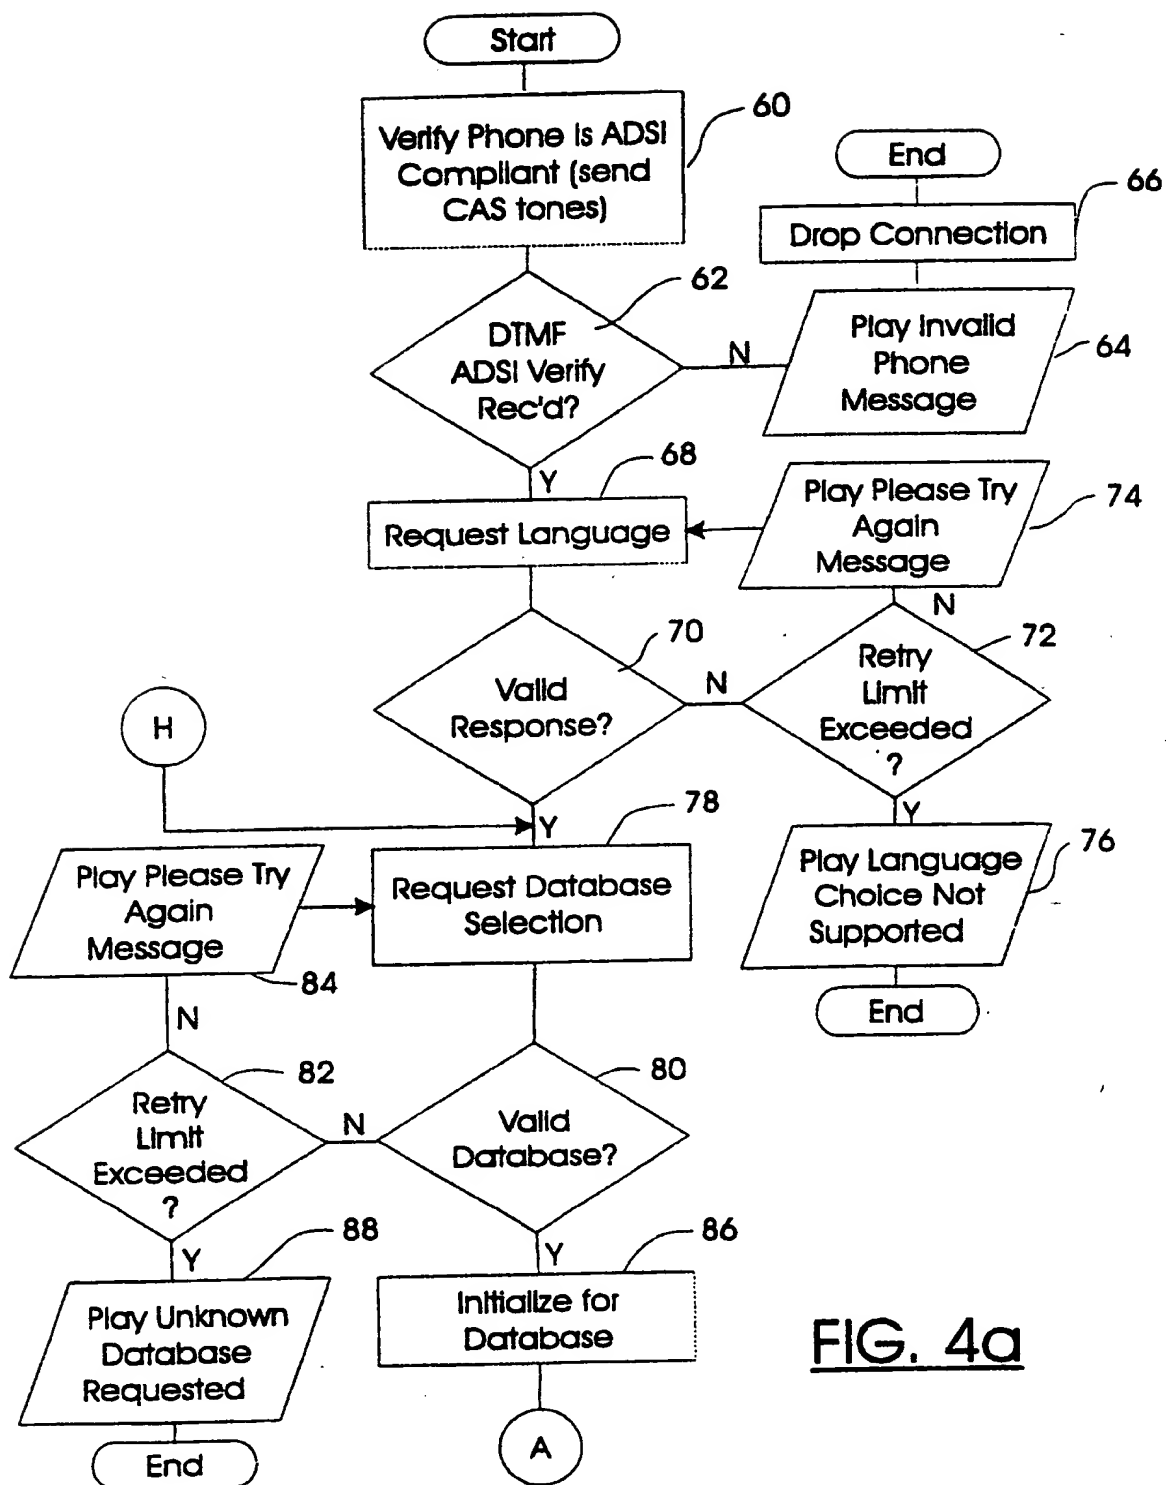 Start
Verify Phone is ADSI
Compliant (send
CAS tones)
60
End
Drop Connection
66
DTMF
ADSI Verify
Rec'd?
62
N
Play Invalid
Phone
Message
64
Y
68
Request Language
Play Please Try
Again
Message
74
N
Valid
Response?
70
N
Retry
Limit
Exceeded
?
72
H
Y
Y
78
Play Please Try
Again
Message
84
Request Database
Selection
Play Language
Choice Not
Supported
76
End
N
Retry
Limit
Exceeded
?
82
N
Valid
Database?
80
Y
88
Y
86
Play Unknown
Database
Requested
Initialize for
Database
FIG. 4a
End
A